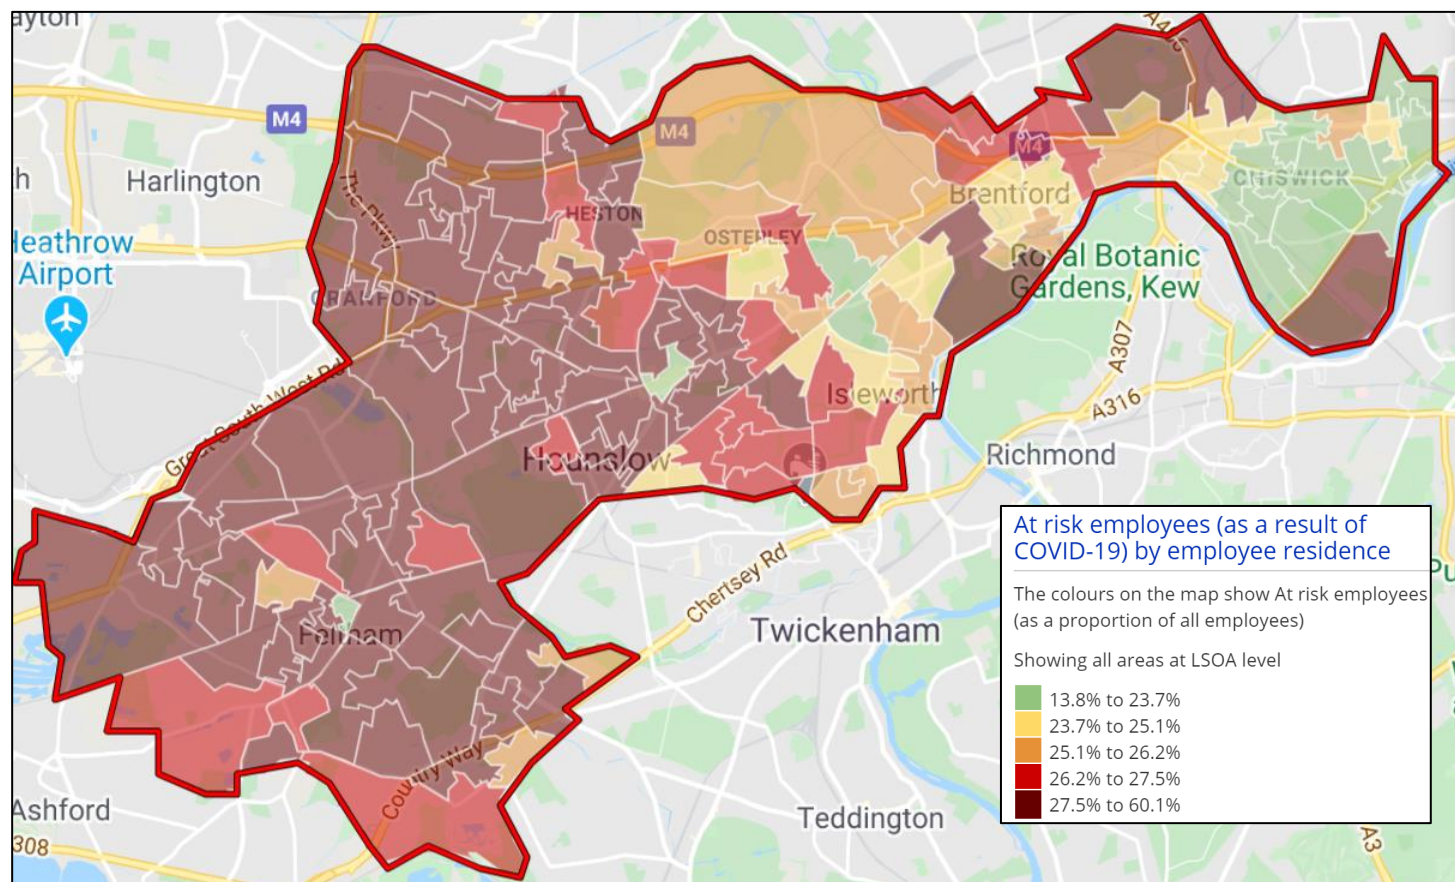 ayton
A406
M4
M4
M4
h
Harlington
The Pkwy
Brentford
CHISWICK
HESTON
OSTERLEY
Heathrow
Airport
Royal Botanic
Gardens, Kew
CRANFORD
A307
Great South West Rd
Isleworth
A316
Hounslow
Richmond
Chertsey Rd
Feltham
Twickenham
Country Way
Ashford
Teddington
308
A3
Pu
At risk employees (as a result of
COVID-19) by employee residence
The colours on the map show At risk employees
(as a proportion of all employees)
Showing all areas at LSOA level
13.8% to 23.7%
23.7% to 25.1%
25.1% to 26.2%
26.2% to 27.5%
27.5% to 60.1%